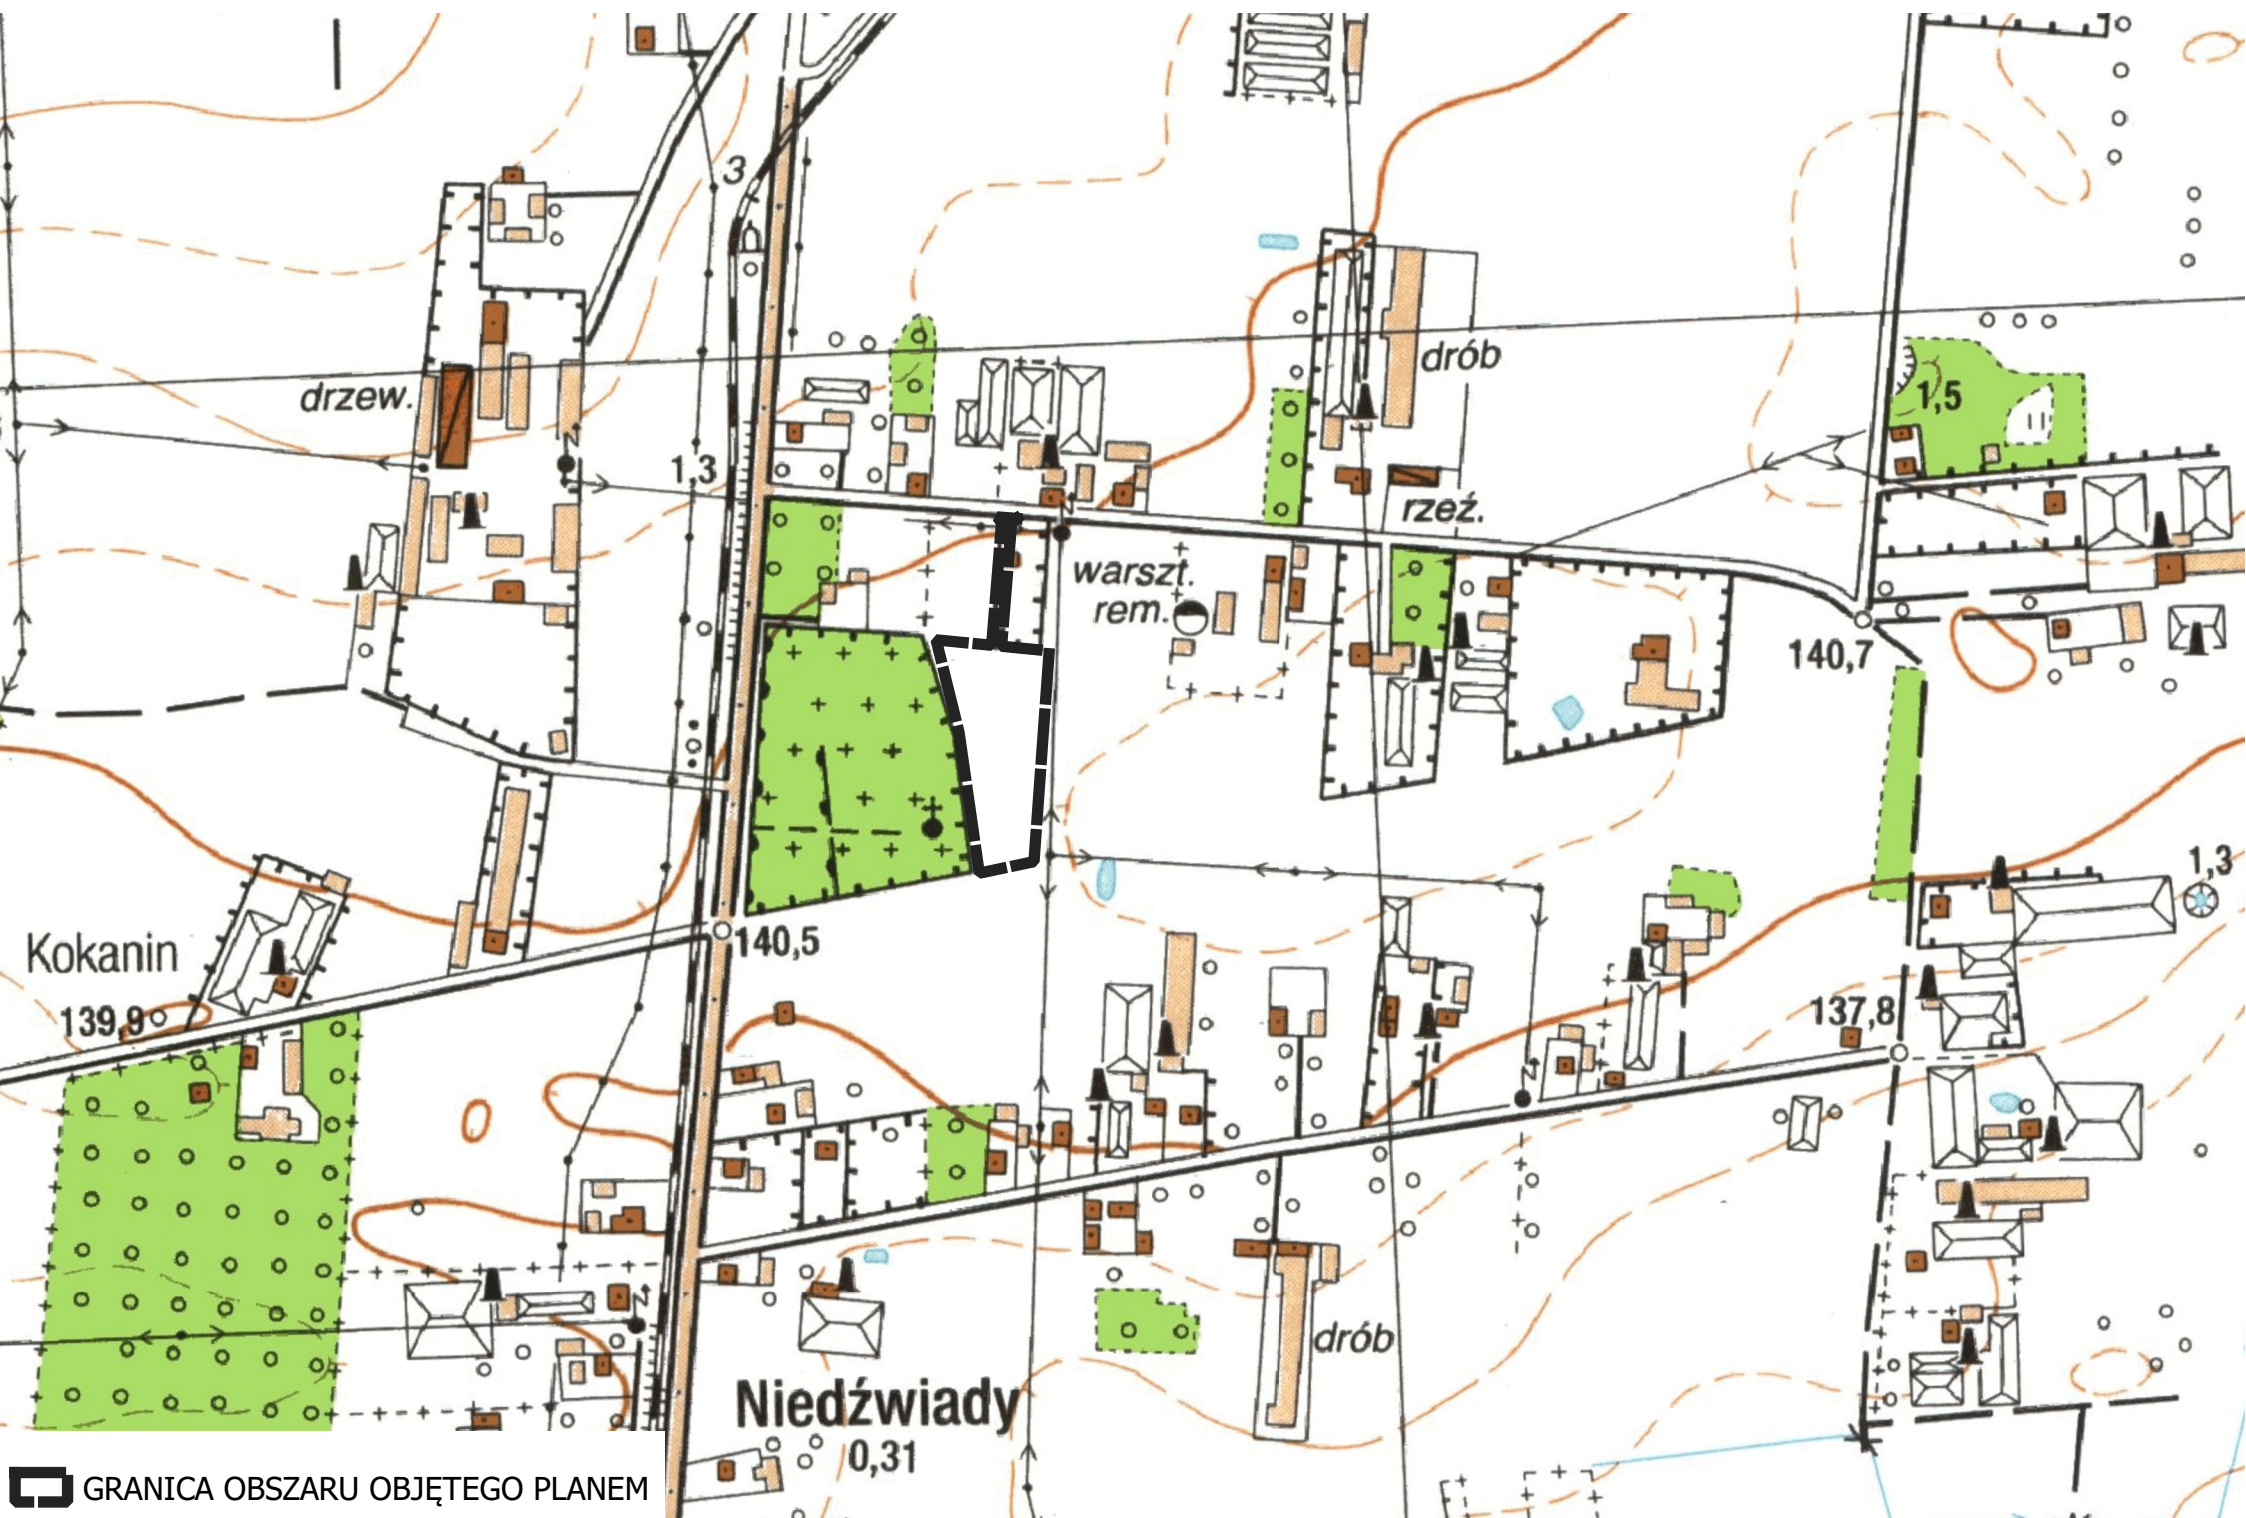 3
drzew.
drób
1,5
1,3
rzeź.
warszt.
rem.
140,7
1,3
Kokanin
140,5
139,9
137,8
drób
Niedźwiady
0,31
GRANICA OBSZARU OBJĘTEGO PLANEM